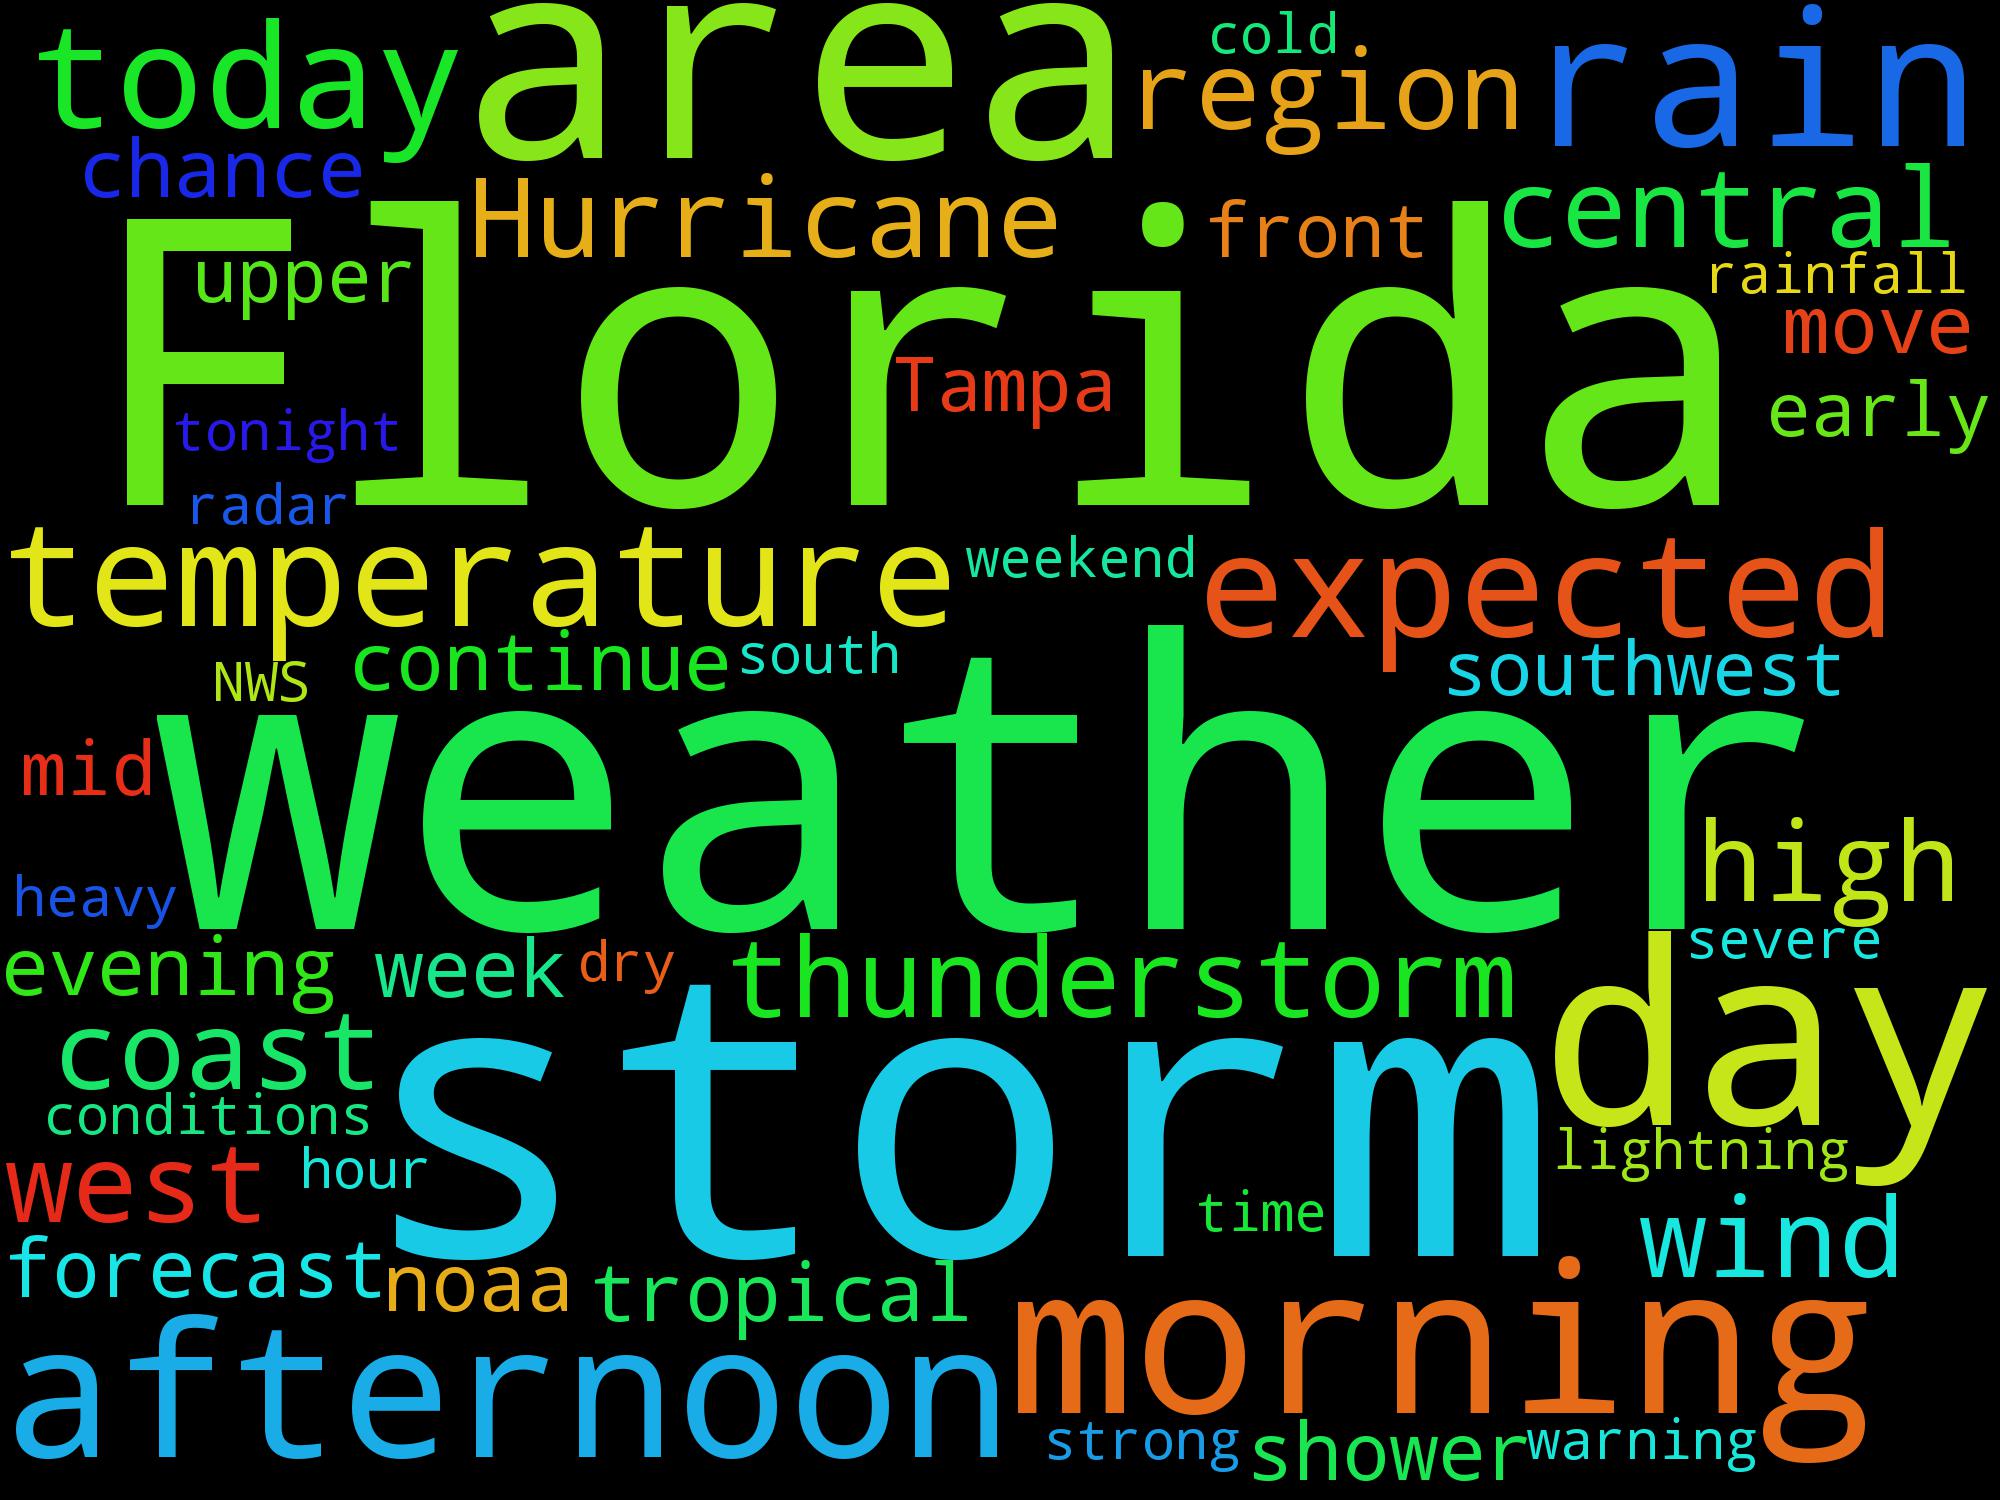 today area cold region rain
chance Hurricane front central
upper Florida rainfall
move
Tampa
tonight early
radar
temperature weekend expected
NWS continue south southwest
mid weather high
heavy
evening week dry thunderstorm severe
coast storm day
conditions
west hour time lightning
forecast noaa tropical wind
afternoon morning
strong shower warning